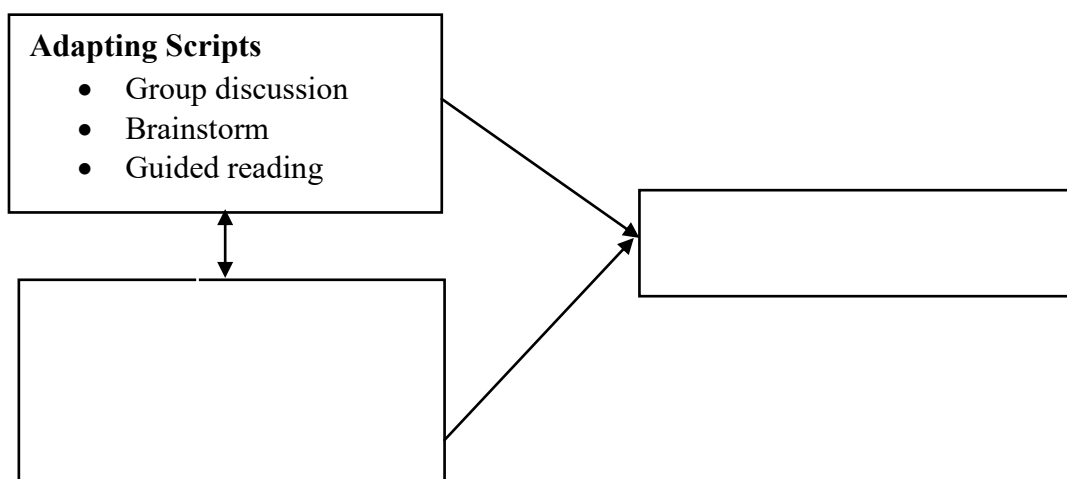 Adapting Scripts
• Group discussion
• Brainstorm
• Guided reading